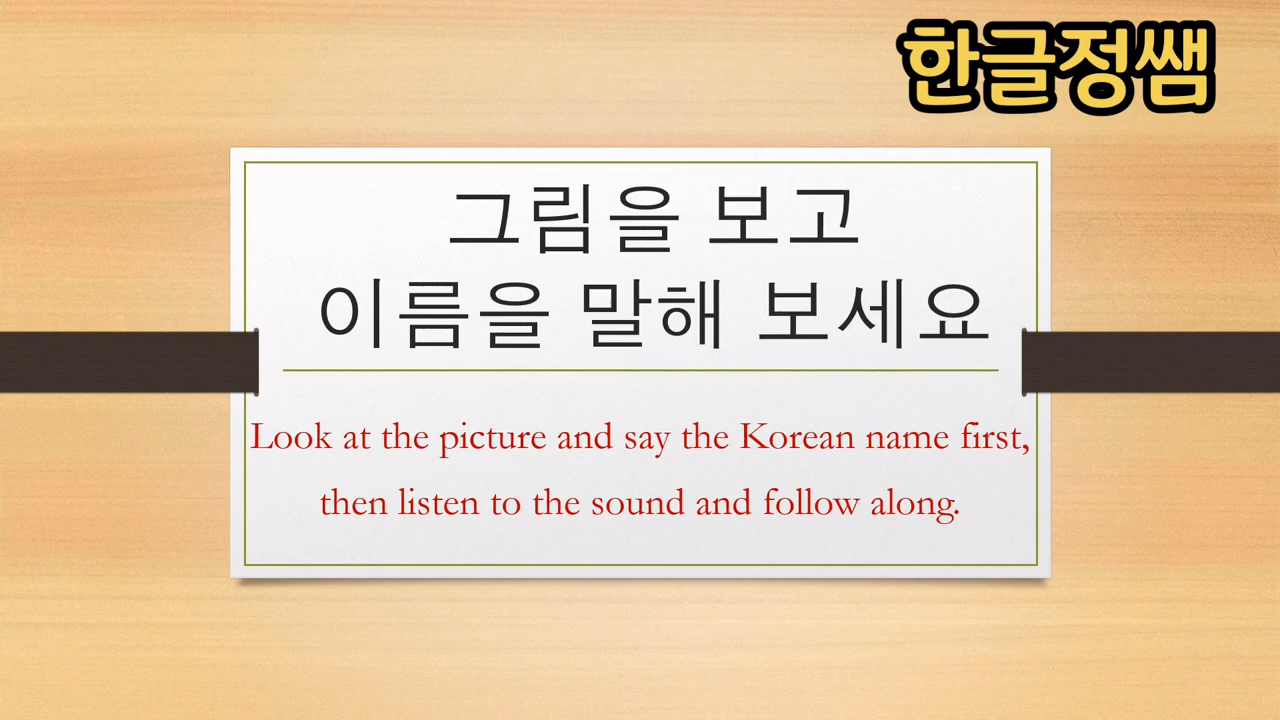 한글정쌤
그림을 보고
이름을 말해 보세요
Look at the picture and say the Korean name first,
then listen to the sound and follow along.